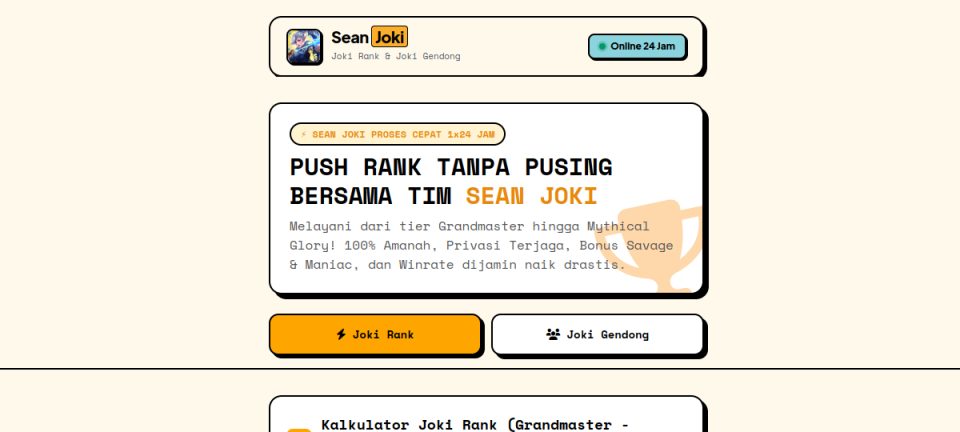 Sean Joki
Joki Rank & Joki Gendong
Online 24 Jam
⚡ SEAN JOKI PROSES CEPAT 1x24 JAM
PUSH RANK TANPA PUSING
BERSAMA TIM SEAN JOKI
Melayani dari tier Grandmaster hingga Mythical
Glory! 100% Amanah, Privasi Terjaga, Bonus Savage
& Maniac, dan Winrate dijamin naik drastis.
Joki Rank
Joki Gendong
Kalkulator Joki Rank (Grandmaster -